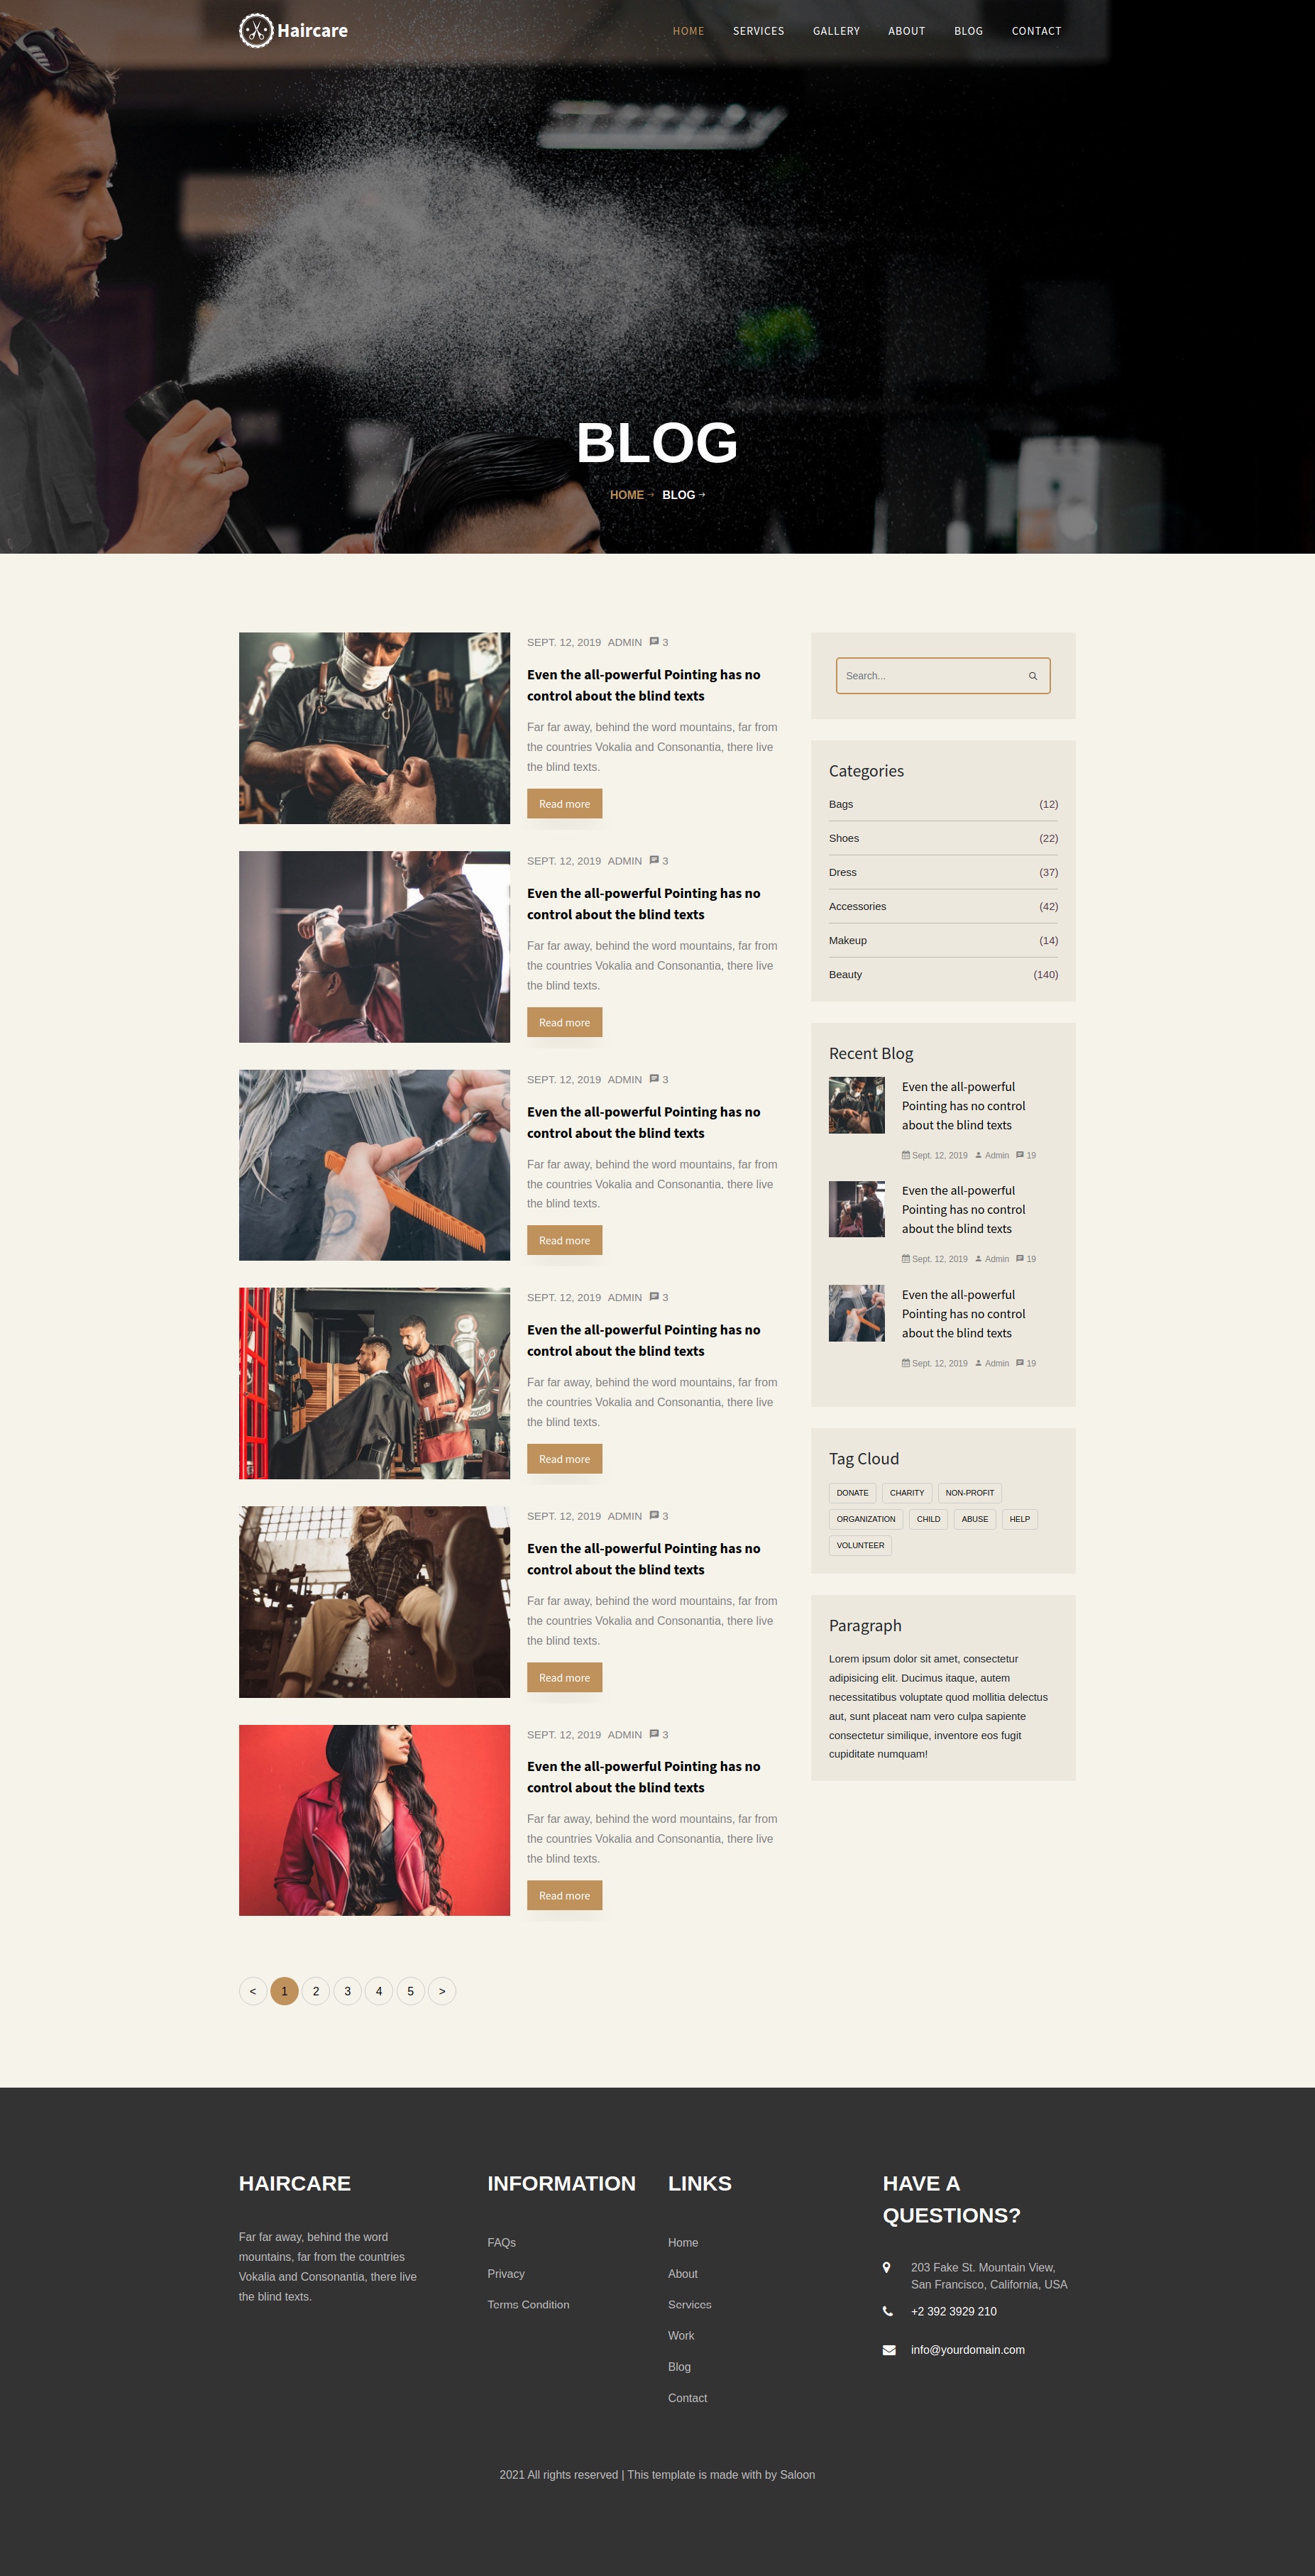 Haircare
HOME SERVICES GALLERY ABOUT BLOG CONTACT
BLOG
HOME BLOG
SEPT. 12, 2019 ADMIN 3
Even the all-powerful Pointing has no
control about the blind texts
Far far away, behind the word mountains, far from
the countries Vokalia and Consonantia, there live
the blind texts.
Read more
SEPT. 12, 2019 ADMIN 3
Even the all-powerful Pointing has no
control about the blind texts
Far far away, behind the word mountains, far from
the countries Vokalia and Consonantia, there live
the blind texts.
Read more
SEPT. 12, 2019 ADMIN 3
Even the all-powerful Pointing has no
control about the blind texts
Far far away, behind the word mountains, far from
the countries Vokalia and Consonantia, there live
the blind texts.
Read more
SEPT. 12, 2019 ADMIN 3
Even the all-powerful Pointing has no
control about the blind texts
Far far away, behind the word mountains, far from
the countries Vokalia and Consonantia, there live
the blind texts.
Read more
SEPT. 12, 2019 ADMIN 3
Even the all-powerful Pointing has no
control about the blind texts
Far far away, behind the word mountains, far from
the countries Vokalia and Consonantia, there live
the blind texts.
Read more
SEPT. 12, 2019 ADMIN 3
Even the all-powerful Pointing has no
control about the blind texts
Far far away, behind the word mountains, far from
the countries Vokalia and Consonantia, there live
the blind texts.
Read more
< 1 2 3 4 5 >
Search...
Categories
Bags (12)
Shoes (22)
Dress (37)
Accessories (42)
Makeup (14)
Beauty (140)
Recent Blog
Even the all-powerful
Pointing has no control
about the blind texts
Sept. 12, 2019 Admin 19
Even the all-powerful
Pointing has no control
about the blind texts
Sept. 12, 2019 Admin 19
Even the all-powerful
Pointing has no control
about the blind texts
Sept. 12, 2019 Admin 19
Tag Cloud
DONATE CHARITY NON-PROFIT
ORGANIZATION CHILD ABUSE HELP
VOLUNTEER
Paragraph
Lorem ipsum dolor sit amet, consectetur
adipisicing elit. Ducimus itaque, autem
necessitatibus voluptate quod mollitia delectus
aut, sunt placeat nam vero culpa sapiente
consectetur similique, inventore eos fugit
cupiditate numquam!
HAIRCARE
Far far away, behind the word
mountains, far from the countries
Vokalia and Consonantia, there live
the blind texts.
INFORMATION
FAQs
Privacy
Terms Condition
LINKS
Home
About
Services
Work
Blog
Contact
HAVE A
QUESTIONS?
203 Fake St. Mountain View,
San Francisco, California, USA
+2 392 3929 210
info@yourdomain.com
2021 All rights reserved | This template is made with by Saloon